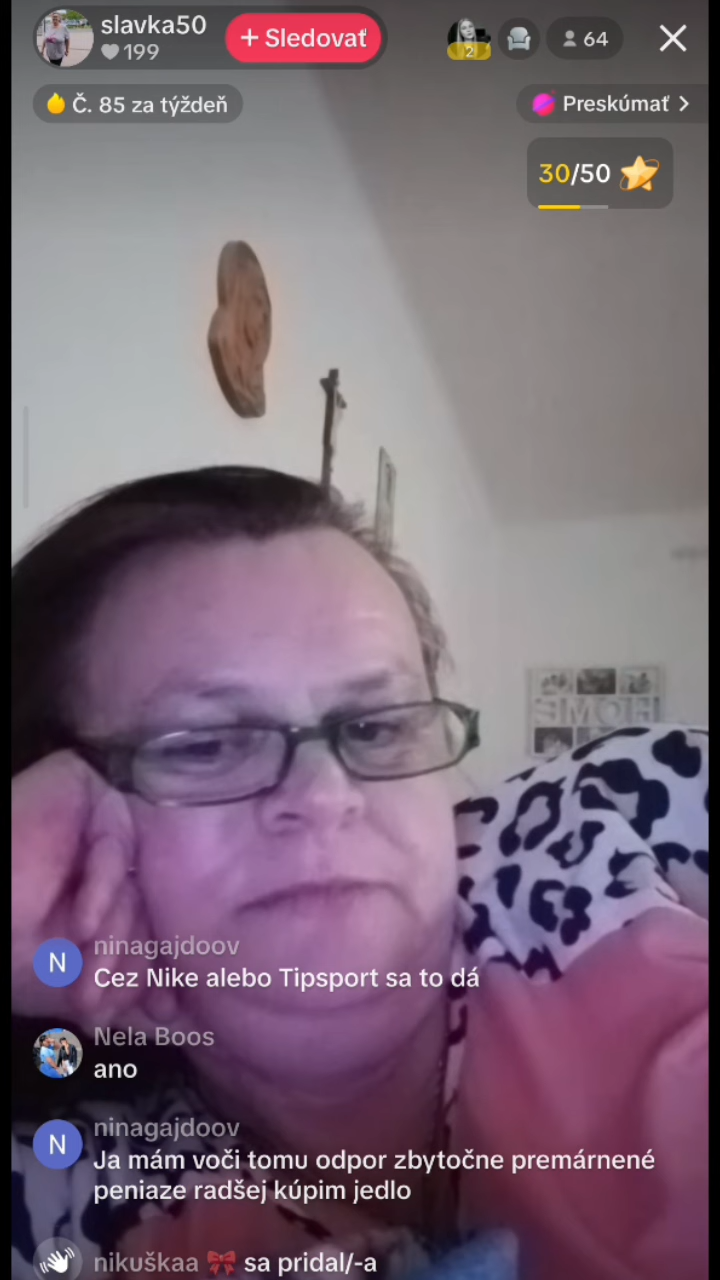 slavka50
199
+ Sledovať
2
64
Č. 85 za týždeň
Preskúmať >
30/50
HOME
ninagajdoov
N
Cez Nike alebo Tipsport sa to dá
Nela Boos
ano
ninagajdoov
N
Ja mám voči tomu odpor zbytočne premárnené
peniaze radšej kúpim jedlo
nikuškaa 🎀 sa pridal/-a